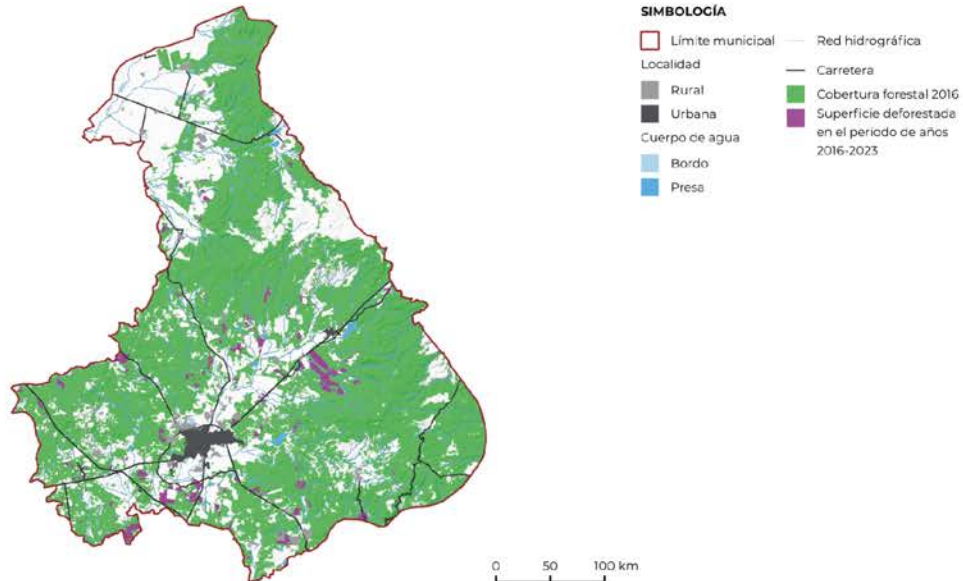 SIMBOLOGÍA
Límite municipal
Localidad
Rural
Urbana
Cuerpo de agua
Bordo
Presa
Red hidrográfica
Carretera
Cobertura forestal 2016
Superficie deforestada
en el periodo de años
2016-2023
0 50 100 km